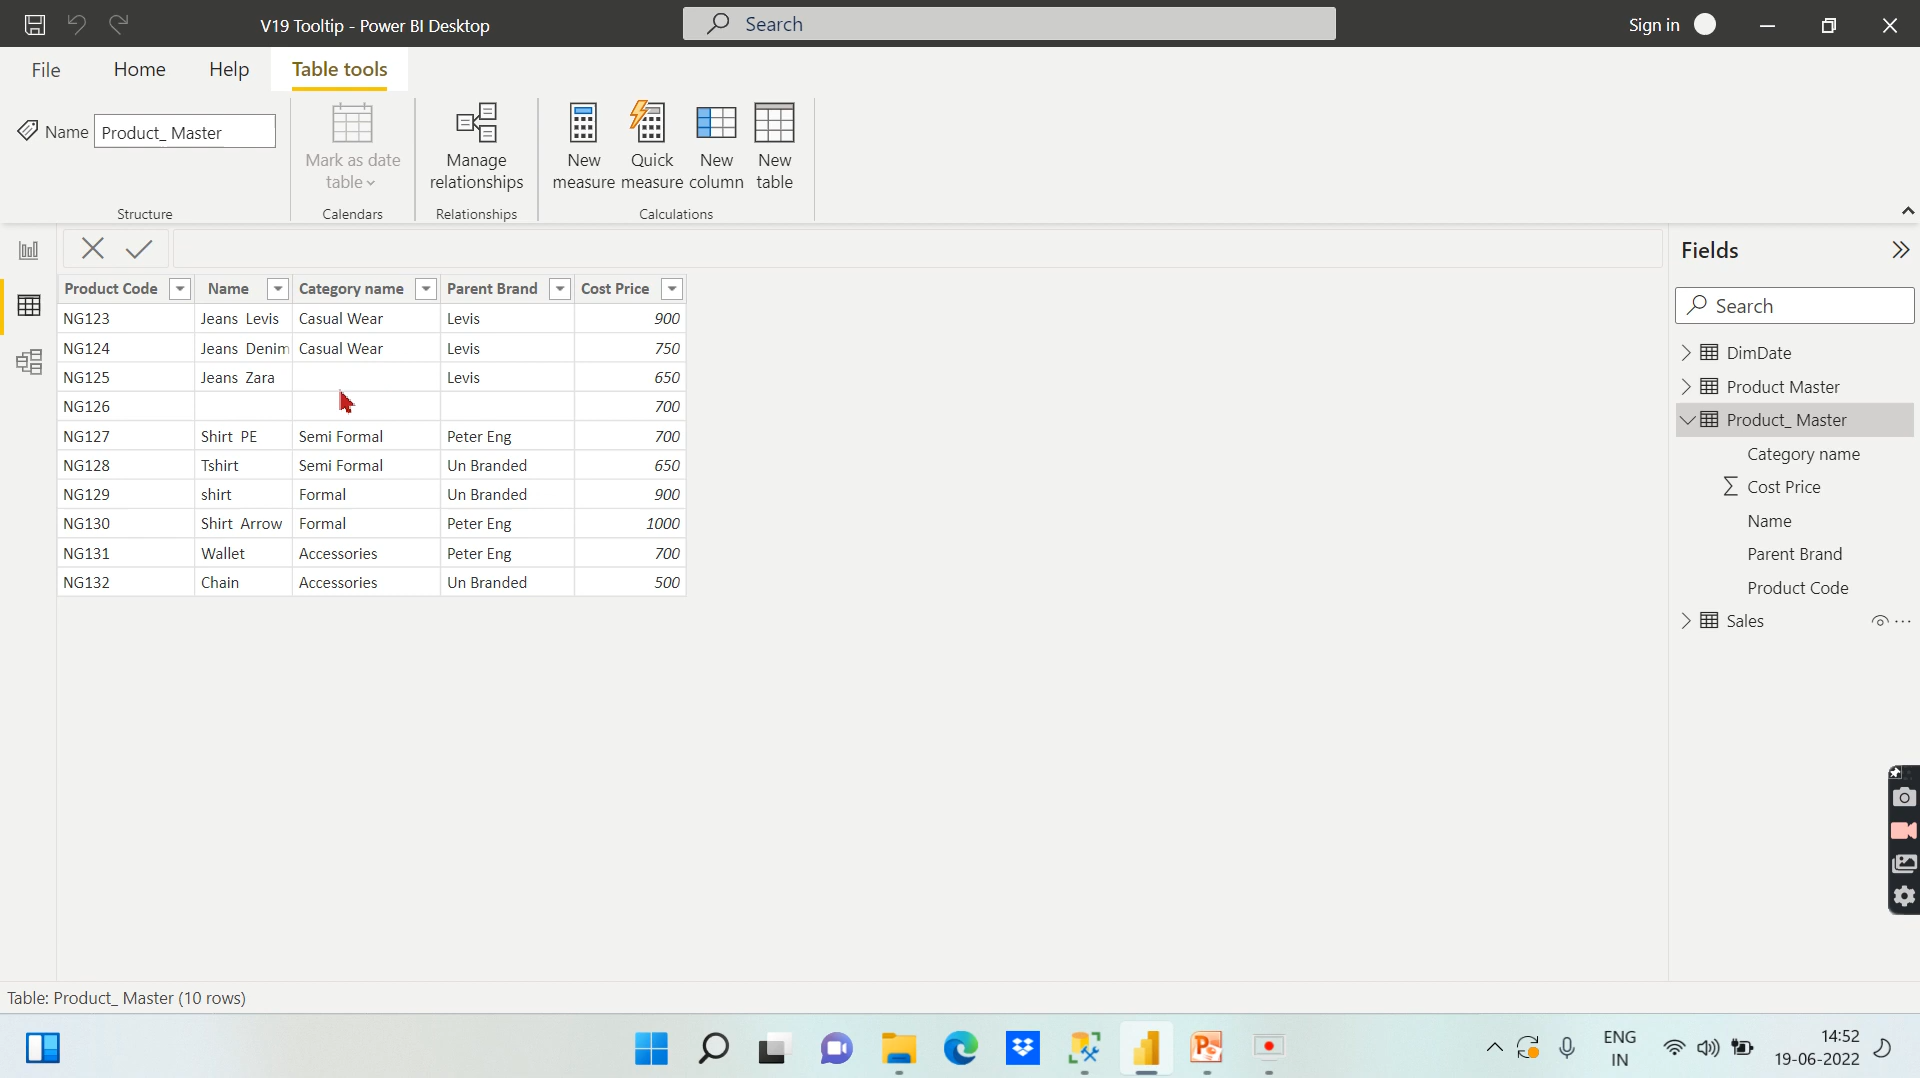 V19 Tooltip - Power BI Desktop
Search
Sign in
File
Home
Help
Table tools
Name
Product_ Master
Mark as date
table
Manage
relationships
New
measure
Quick
measure
New
column
New
table
Structure
Calendars
Relationships
Calculations
Fields
Search
DimDate
Product Master
Product_ Master
Category name
Cost Price
Name
Parent Brand
Product Code
Sales
Product Code Name Category name Parent Brand Cost Price
NG123 Jeans Levis Casual Wear Levis 900
NG124 Jeans Denim Casual Wear Levis 750
NG125 Jeans Zara Levis 650
NG126 700
NG127 Shirt PE Semi Formal Peter Eng 700
NG128 Tshirt Semi Formal Un Branded 650
NG129 shirt Formal Un Branded 900
NG130 Shirt Arrow Formal Peter Eng 1000
NG131 Wallet Accessories Peter Eng 700
NG132 Chain Accessories Un Branded 500
Table: Product_ Master (10 rows)
ENG
IN
14:52
19-06-2022